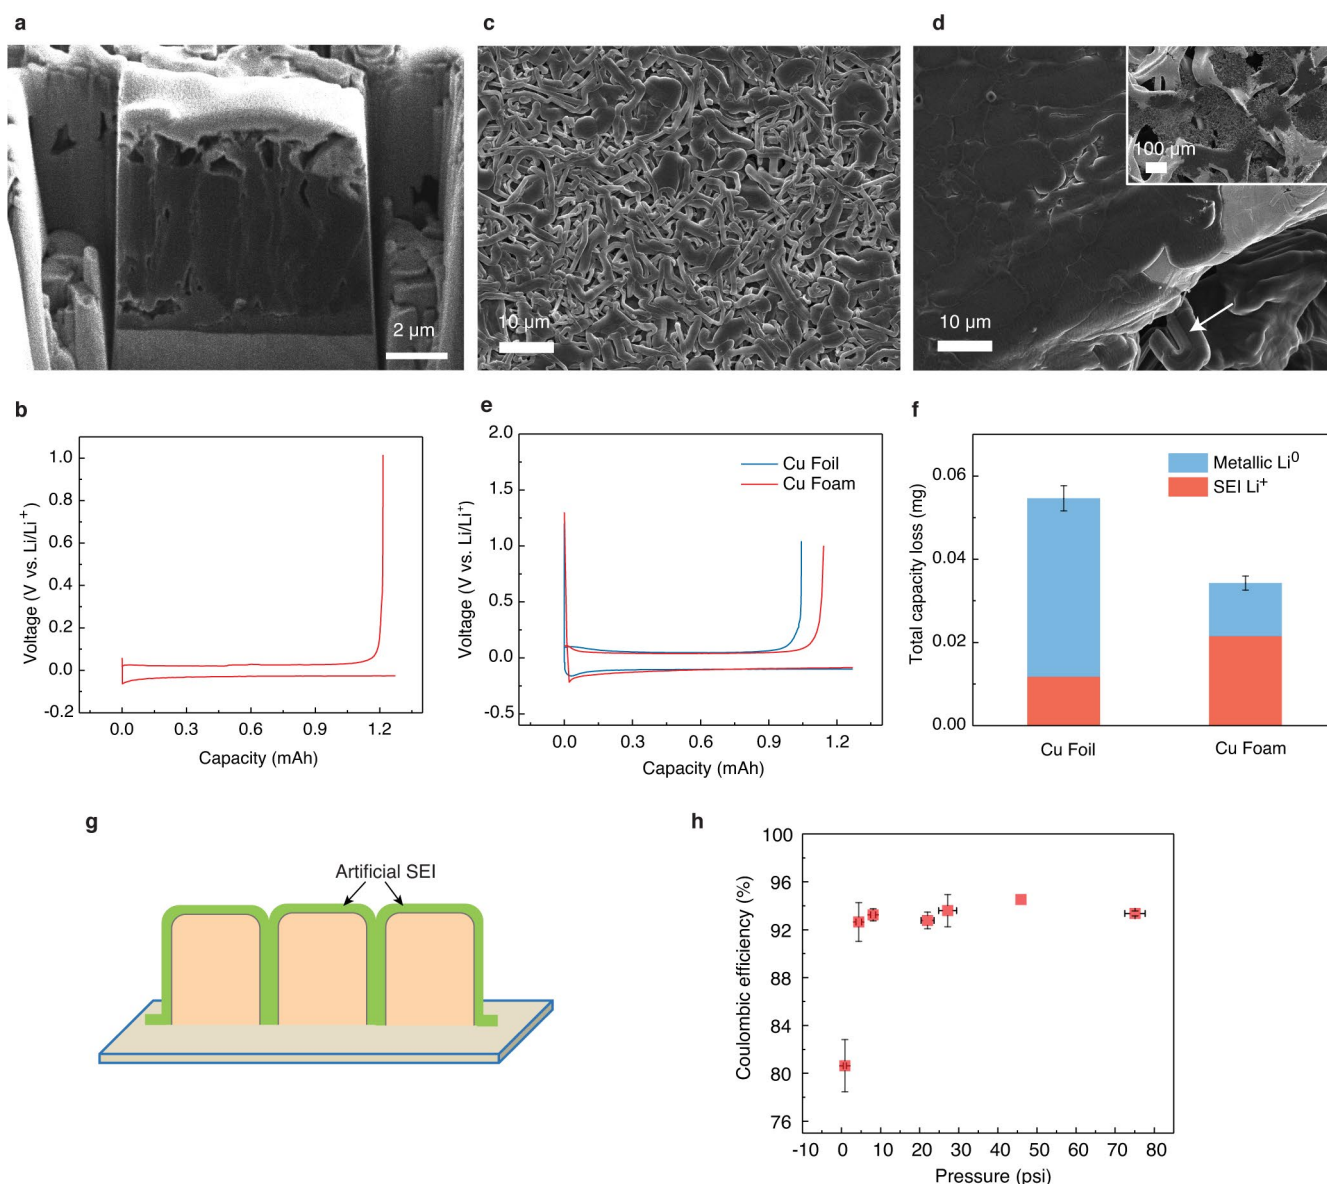 a
2 µm
c
10 µm
d
100 µm
10 µm
b
Voltage (V vs. Li/Li+)
1.0
0.8
0.6
0.4
0.2
0.0
-0.2
0.0 0.3 0.6 0.9 1.2
Capacity (mAh)
e
Voltage (V vs. Li/Li+)
2.0
1.5
1.0
0.5
0.0
-0.5
Cu Foil
Cu Foam
0.0 0.3 0.6 0.9 1.2
Capacity (mAh)
f
Total capacity loss (mg)
0.06
0.04
0.02
0.00
Metallic Li0
SEI Li+
Cu Foil Cu Foam
g
Artificial SEI
h
Coulombic efficiency (%)
100
96
92
88
84
80
76
-10 0 10 20 30 40 50 60 70 80
Pressure (psi)